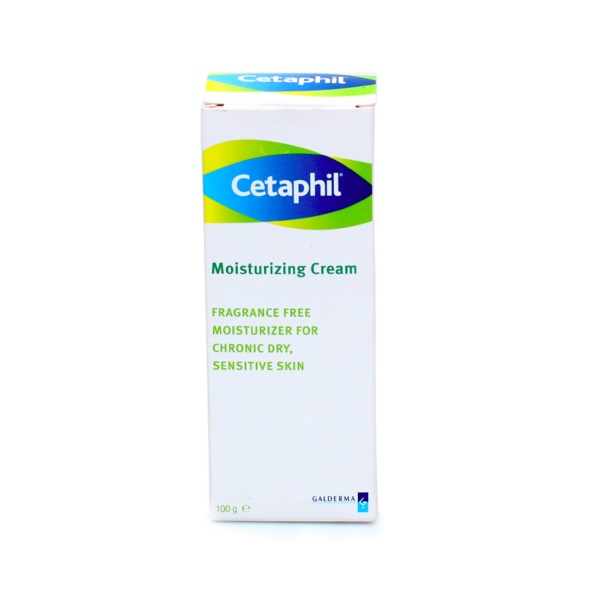 Cetaphil®
Cetaphil®
Moisturizing Cream
FRAGRANCE FREE
MOISTURIZER FOR
CHRONIC DRY,
SENSITIVE SKIN
GALDERMA
100 g ℮